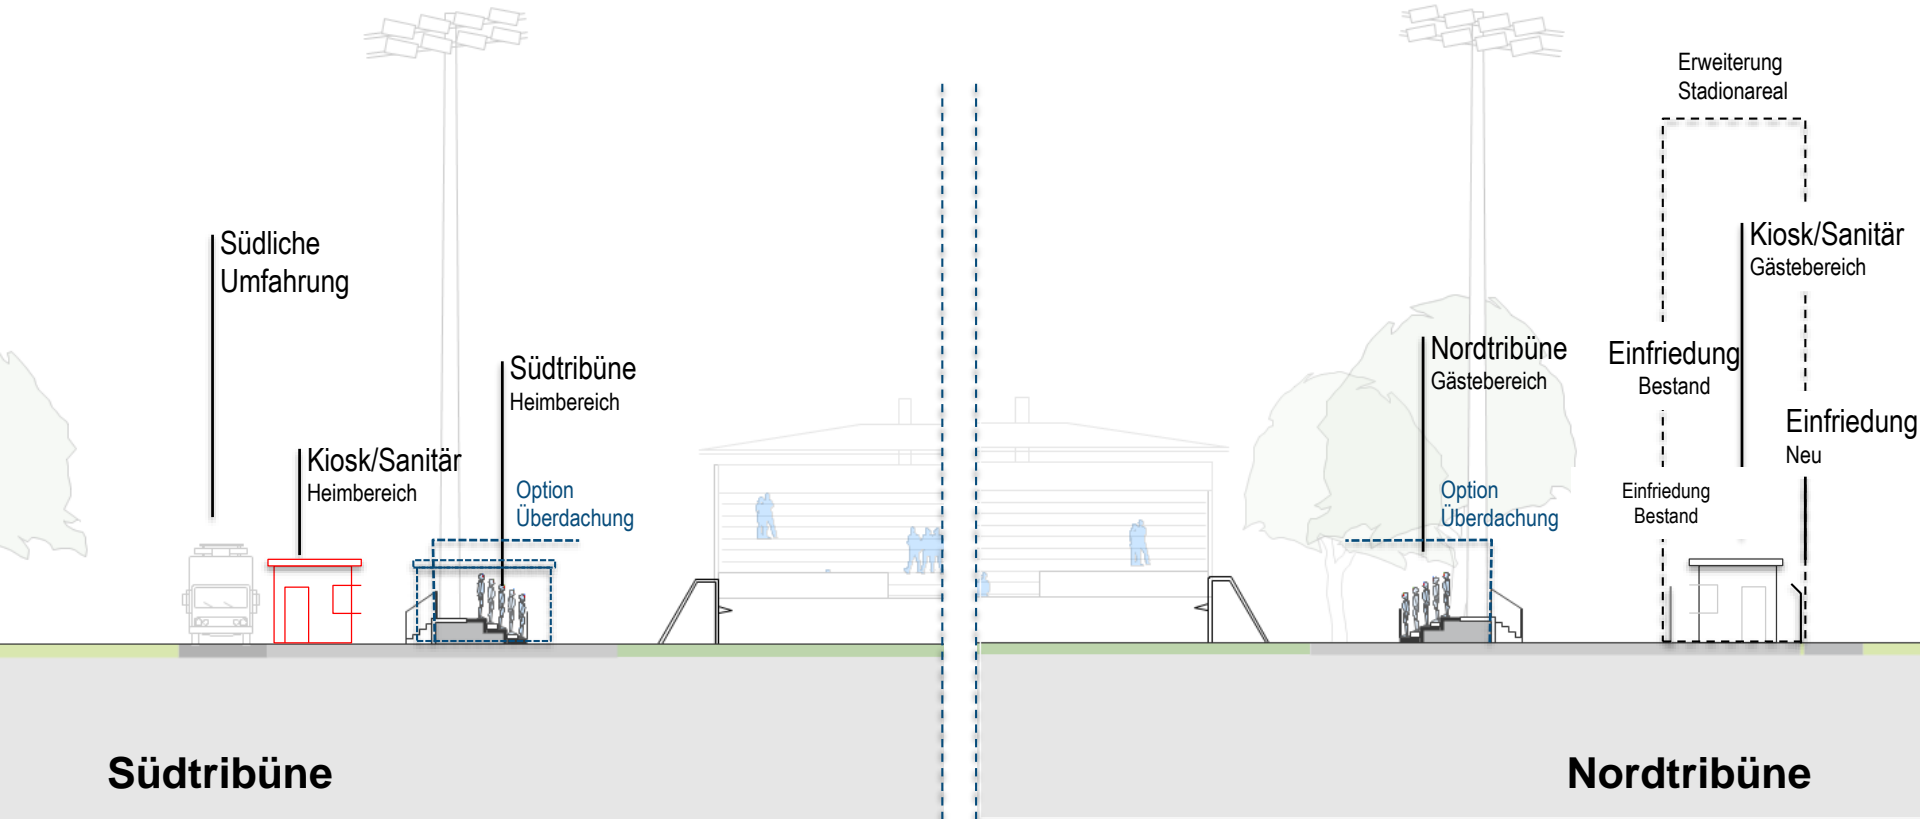 Erweiterung
Stadionareal
Südliche
Umfahrung
Kiosk/Sanitär
Gästebereich
Südtribüne
Heimbereich
Nordtribüne
Gästebereich
Einfriedung
Bestand
Einfriedung
Neu
Kiosk/Sanitär
Heimbereich
Option
Überdachung
Option
Überdachung
Einfriedung
Bestand
Südtribüne
Nordtribüne